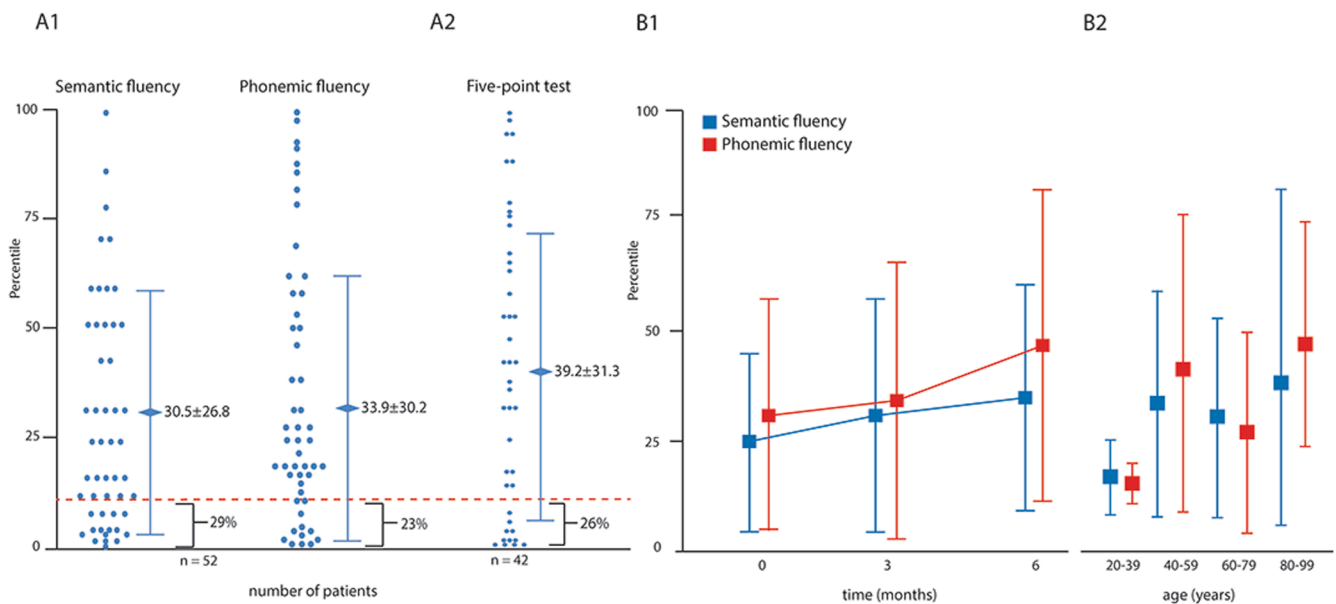 A1
A2
B1
B2
Semantic fluency
Phonemic fluency
Five-point test
100
75
50
25
0
Percentile
30.5±26.8
33.9±30.2
39.2±31.3
29%
23%
26%
n = 52
n = 42
number of patients
100
75
50
25
0
Percentile
Semantic fluency
Phonemic fluency
0
3
6
time (months)
20-39
40-59
60-79
80-99
age (years)